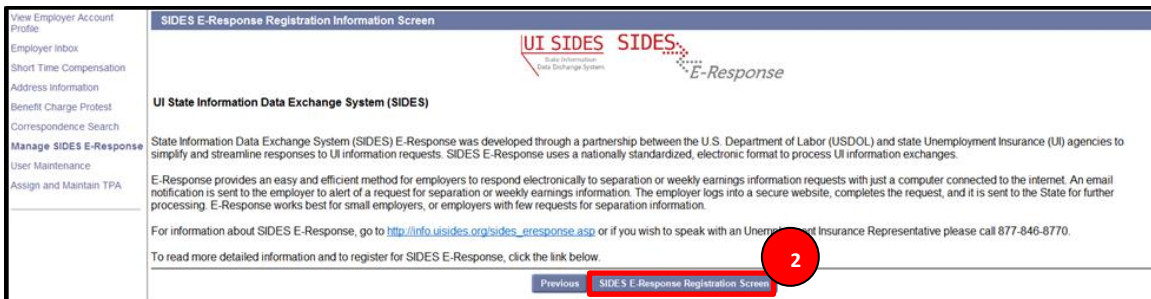 View Employer Account
Profile
Employer Inbox
Short Time Compensation
Address Information
Benefit Charge Protest
Correspondence Search
Manage SIDES E-Response
User Maintenance
Assign and Maintain TPA
SIDES E-Response Registration Information Screen
UI SIDES
State Information
Data Exchange System
SIDES
E-Response
UI State Information Data Exchange System (SIDES)
State Information Data Exchange System (SIDES) E-Response was developed through a partnership between the U.S. Department of Labor (USDOL) and state Unemployment Insurance (UI) agencies to
simplify and streamline responses to UI information requests. SIDES E-Response uses a nationally standardized, electronic format to process UI information exchanges.
E-Response provides an easy and efficient method for employers to respond electronically to separation or weekly earnings information requests with just a computer connected to the internet. An email
notification is sent to the employer to alert of a request for separation or weekly earnings information. The employer logs into a secure website, completes the request, and it is sent to the State for further
processing. E-Response works best for small employers, or employers with few requests for separation information.
For information about SIDES E-Response, go to http://info.uisides.org/sides_eresponse.asp or if you wish to speak with an Unemployment Insurance Representative please call 877-846-8770.
To read more detailed information and to register for SIDES E-Response, click the link below.
2
Previous
SIDES E-Response Registration Screen